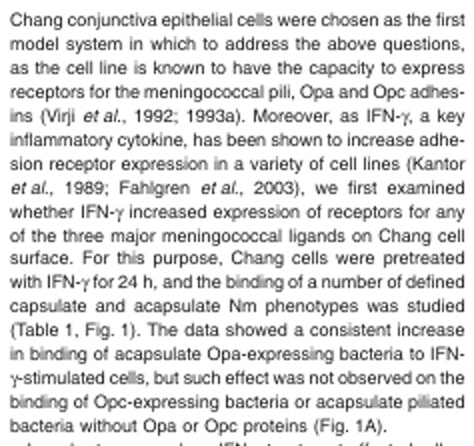 Chang conjunctiva epithelial cells were chosen as the first
model system in which to address the above questions,
as the cell line is known to have the capacity to express
receptors for the meningococcal pili, Opa and Opc adhes-
ins (Virji et al., 1992; 1993a). Moreover, as IFN-γ, a key
inflammatory cytokine, has been shown to increase adhe-
sion receptor expression in a variety of cell lines (Kantor
et al., 1989; Fahlgren et al., 2003), we first examined
whether IFN-γ increased expression of receptors for any
of the three major meningococcal ligands on Chang cell
surface. For this purpose, Chang cells were pretreated
with IFN-γ for 24 h, and the binding of a number of defined
capsulate and acapsulate Nm phenotypes was studied
(Table 1, Fig. 1). The data showed a consistent increase
in binding of acapsulate Opa-expressing bacteria to IFN-
γ-stimulated cells, but such effect was not observed on the
binding of Opc-expressing bacteria or acapsulate piliated
bacteria without Opa or Opc proteins (Fig. 1A).